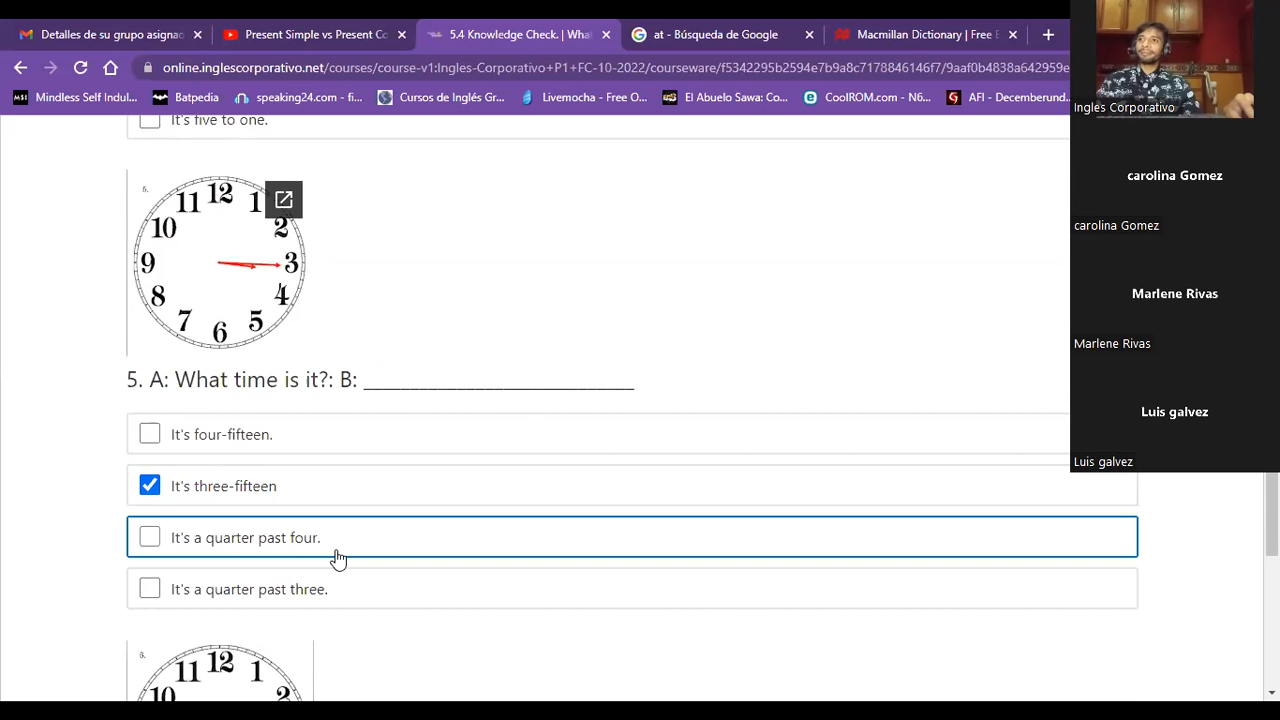 Detalles de su grupo asignac
Present Simple vs Present Co
5.4 Knowledge Check. | What
at - Búsqueda de Google
Macmillan Dictionary | Free E
online.inglescorporativo.net/courses/course-v1:Ingles-Corporativo+P1+FC-10-2022/courseware/f5342295b2594e7b9a8c7178846146f7/9aaf0b4838a642959e
Mindless Self Indul...
Batpedia
speaking24.com - fi...
Cursos de Inglés Gr...
Livemocha - Free O...
El Abuelo Sawa: Co...
CoolROM.com - N6...
AFI - Decemberund...
Ingles Corporativo
carolina Gomez
carolina Gomez
Marlene Rivas
Marlene Rivas
Luis galvez
Luis galvez
It's five to one.
5.
11 12 1
10 2
9 3
8 4
7 6 5
5. A: What time is it?: B: ___________________________
It's four-fifteen.
It's three-fifteen
It's a quarter past four.
It's a quarter past three.
6.
11 12 1
10 2